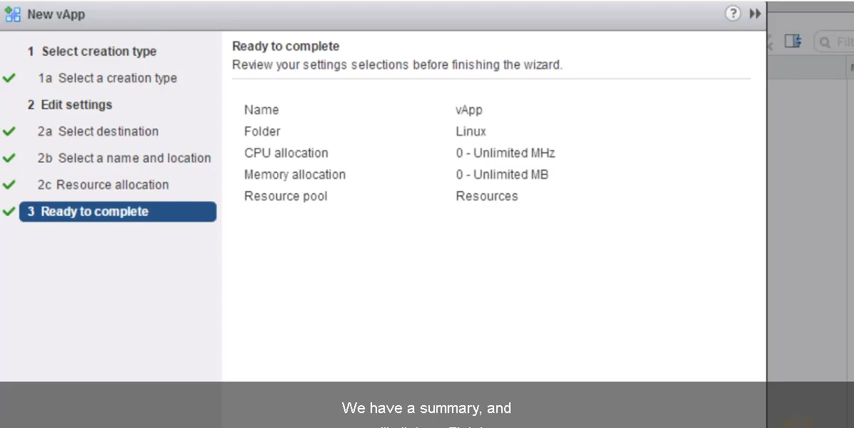 New vApp
?
1 Select creation type
1a Select a creation type
2 Edit settings
2a Select destination
2b Select a name and location
2c Resource allocation
3 Ready to complete
Ready to complete
Review your settings selections before finishing the wizard.
Name vApp
Folder Linux
CPU allocation 0 - Unlimited MHz
Memory allocation 0 - Unlimited MB
Resource pool Resources
We have a summary, and